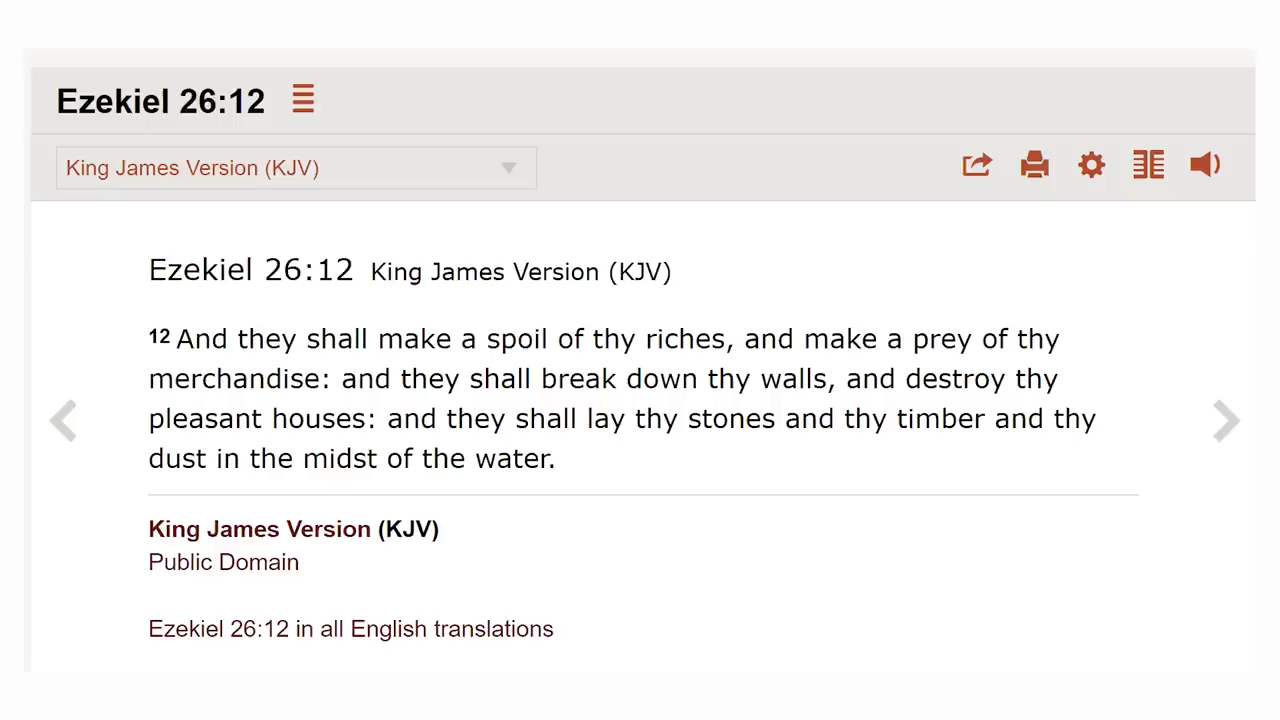 Ezekiel 26:12
King James Version (KJV)
Ezekiel 26:12 King James Version (KJV)
12 And they shall make a spoil of thy riches, and make a prey of thy
merchandise: and they shall break down thy walls, and destroy thy
pleasant houses: and they shall lay thy stones and thy timber and thy
dust in the midst of the water.
King James Version (KJV)
Public Domain
Ezekiel 26:12 in all English translations